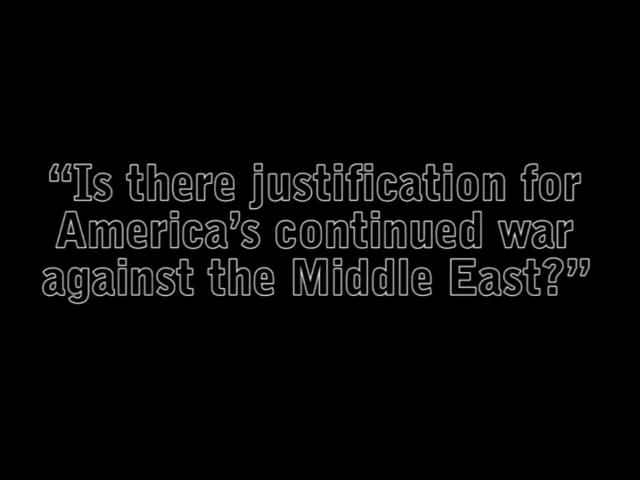 “Is there justification for
America’s continued war
against the Middle East?”